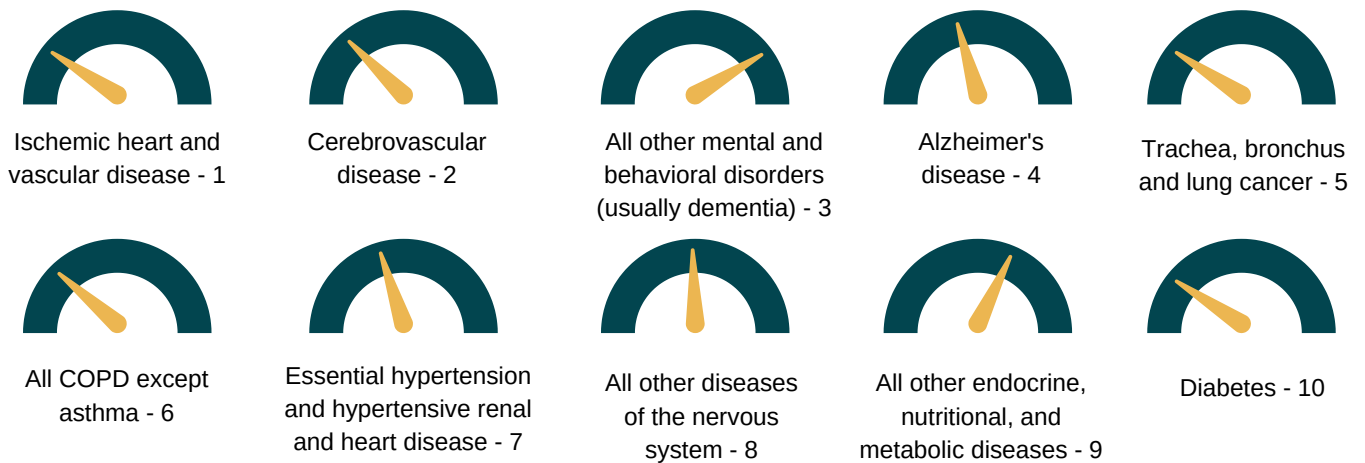 Ischemic heart and
vascular disease - 1
Cerebrovascular
disease - 2
All other mental and
behavioral disorders
(usually dementia) - 3
Alzheimer's
disease - 4
Trachea, bronchus
and lung cancer - 5
All COPD except
asthma - 6
Essential hypertension
and hypertensive renal
and heart disease - 7
All other diseases
of the nervous
system - 8
All other endocrine,
nutritional, and
metabolic diseases - 9
Diabetes - 10